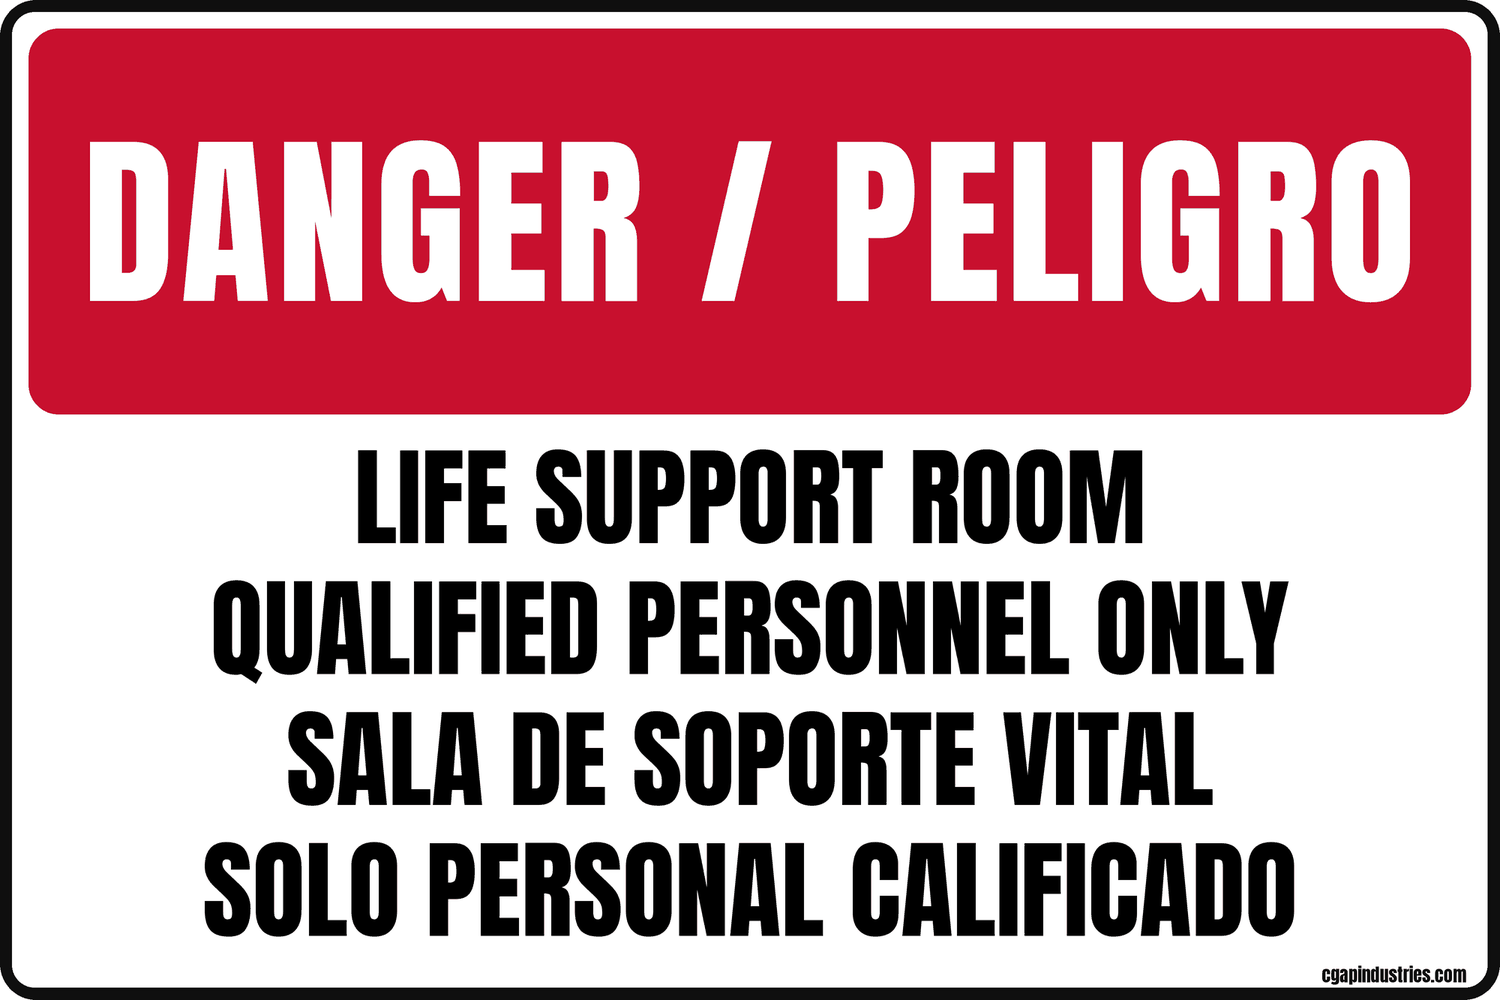 DANGER / PELIGRO
LIFE SUPPORT ROOM
QUALIFIED PERSONNEL ONLY
SALA DE SOPORTE VITAL
SOLO PERSONAL CALIFICADO
cgapindustries.com